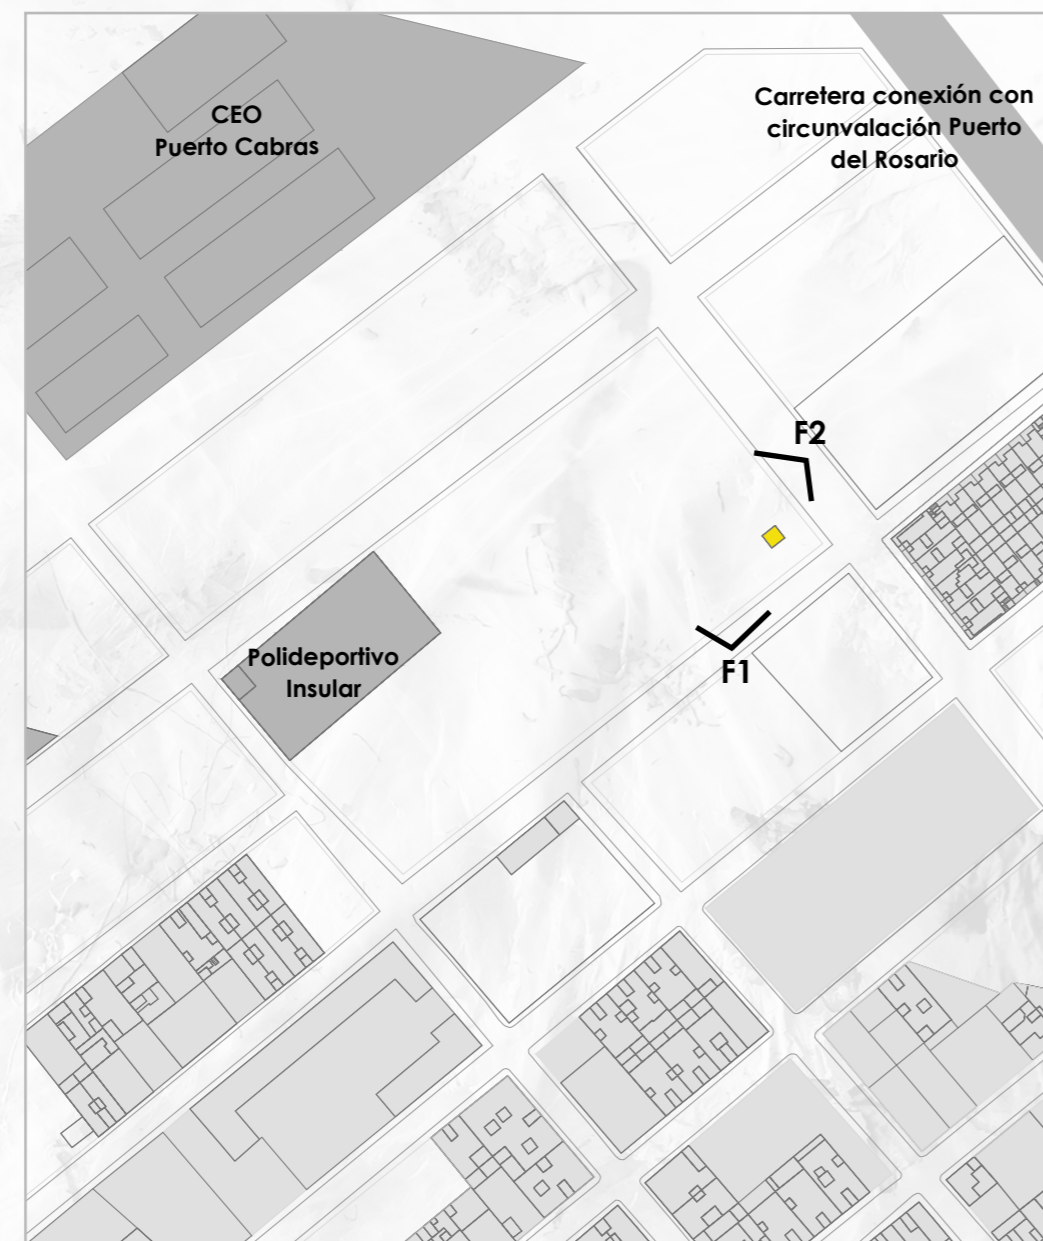 CEO
Puerto Cabras
Carretera conexión con
circunvalación Puerto
del Rosario
F2
Polideportivo
Insular
F1